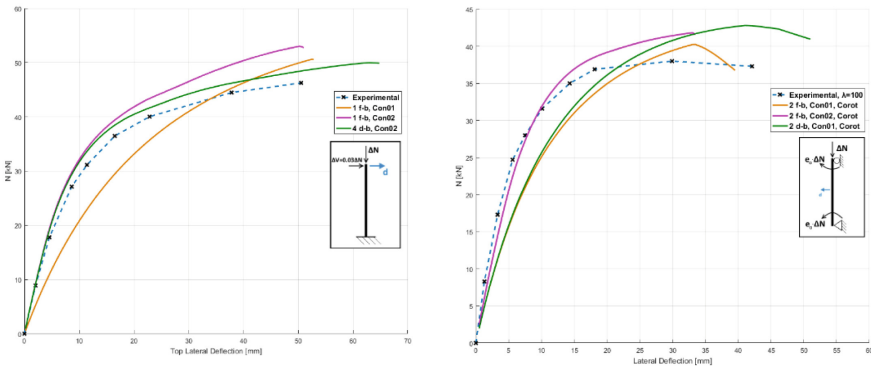 60
50
40
30
20
10
0
N [kN]
0 10 20 30 40 50 60 70
Top Lateral Deflection [mm]
Experimental
1 f-b, Con01
1 f-b, Con02
4 d-b, Con02
ΔN
ΔV=0.03ΔN
d
45
40
35
30
25
20
15
10
5
0
N [kN]
0 5 10 15 20 25 30 35 40 45 50 55 60
Lateral Deflection [mm]
Experimental, λ=100
2 f-b, Con01, Corot
2 f-b, Con02, Corot
2 d-b, Con01, Corot
ΔN
ΔN
ΔN